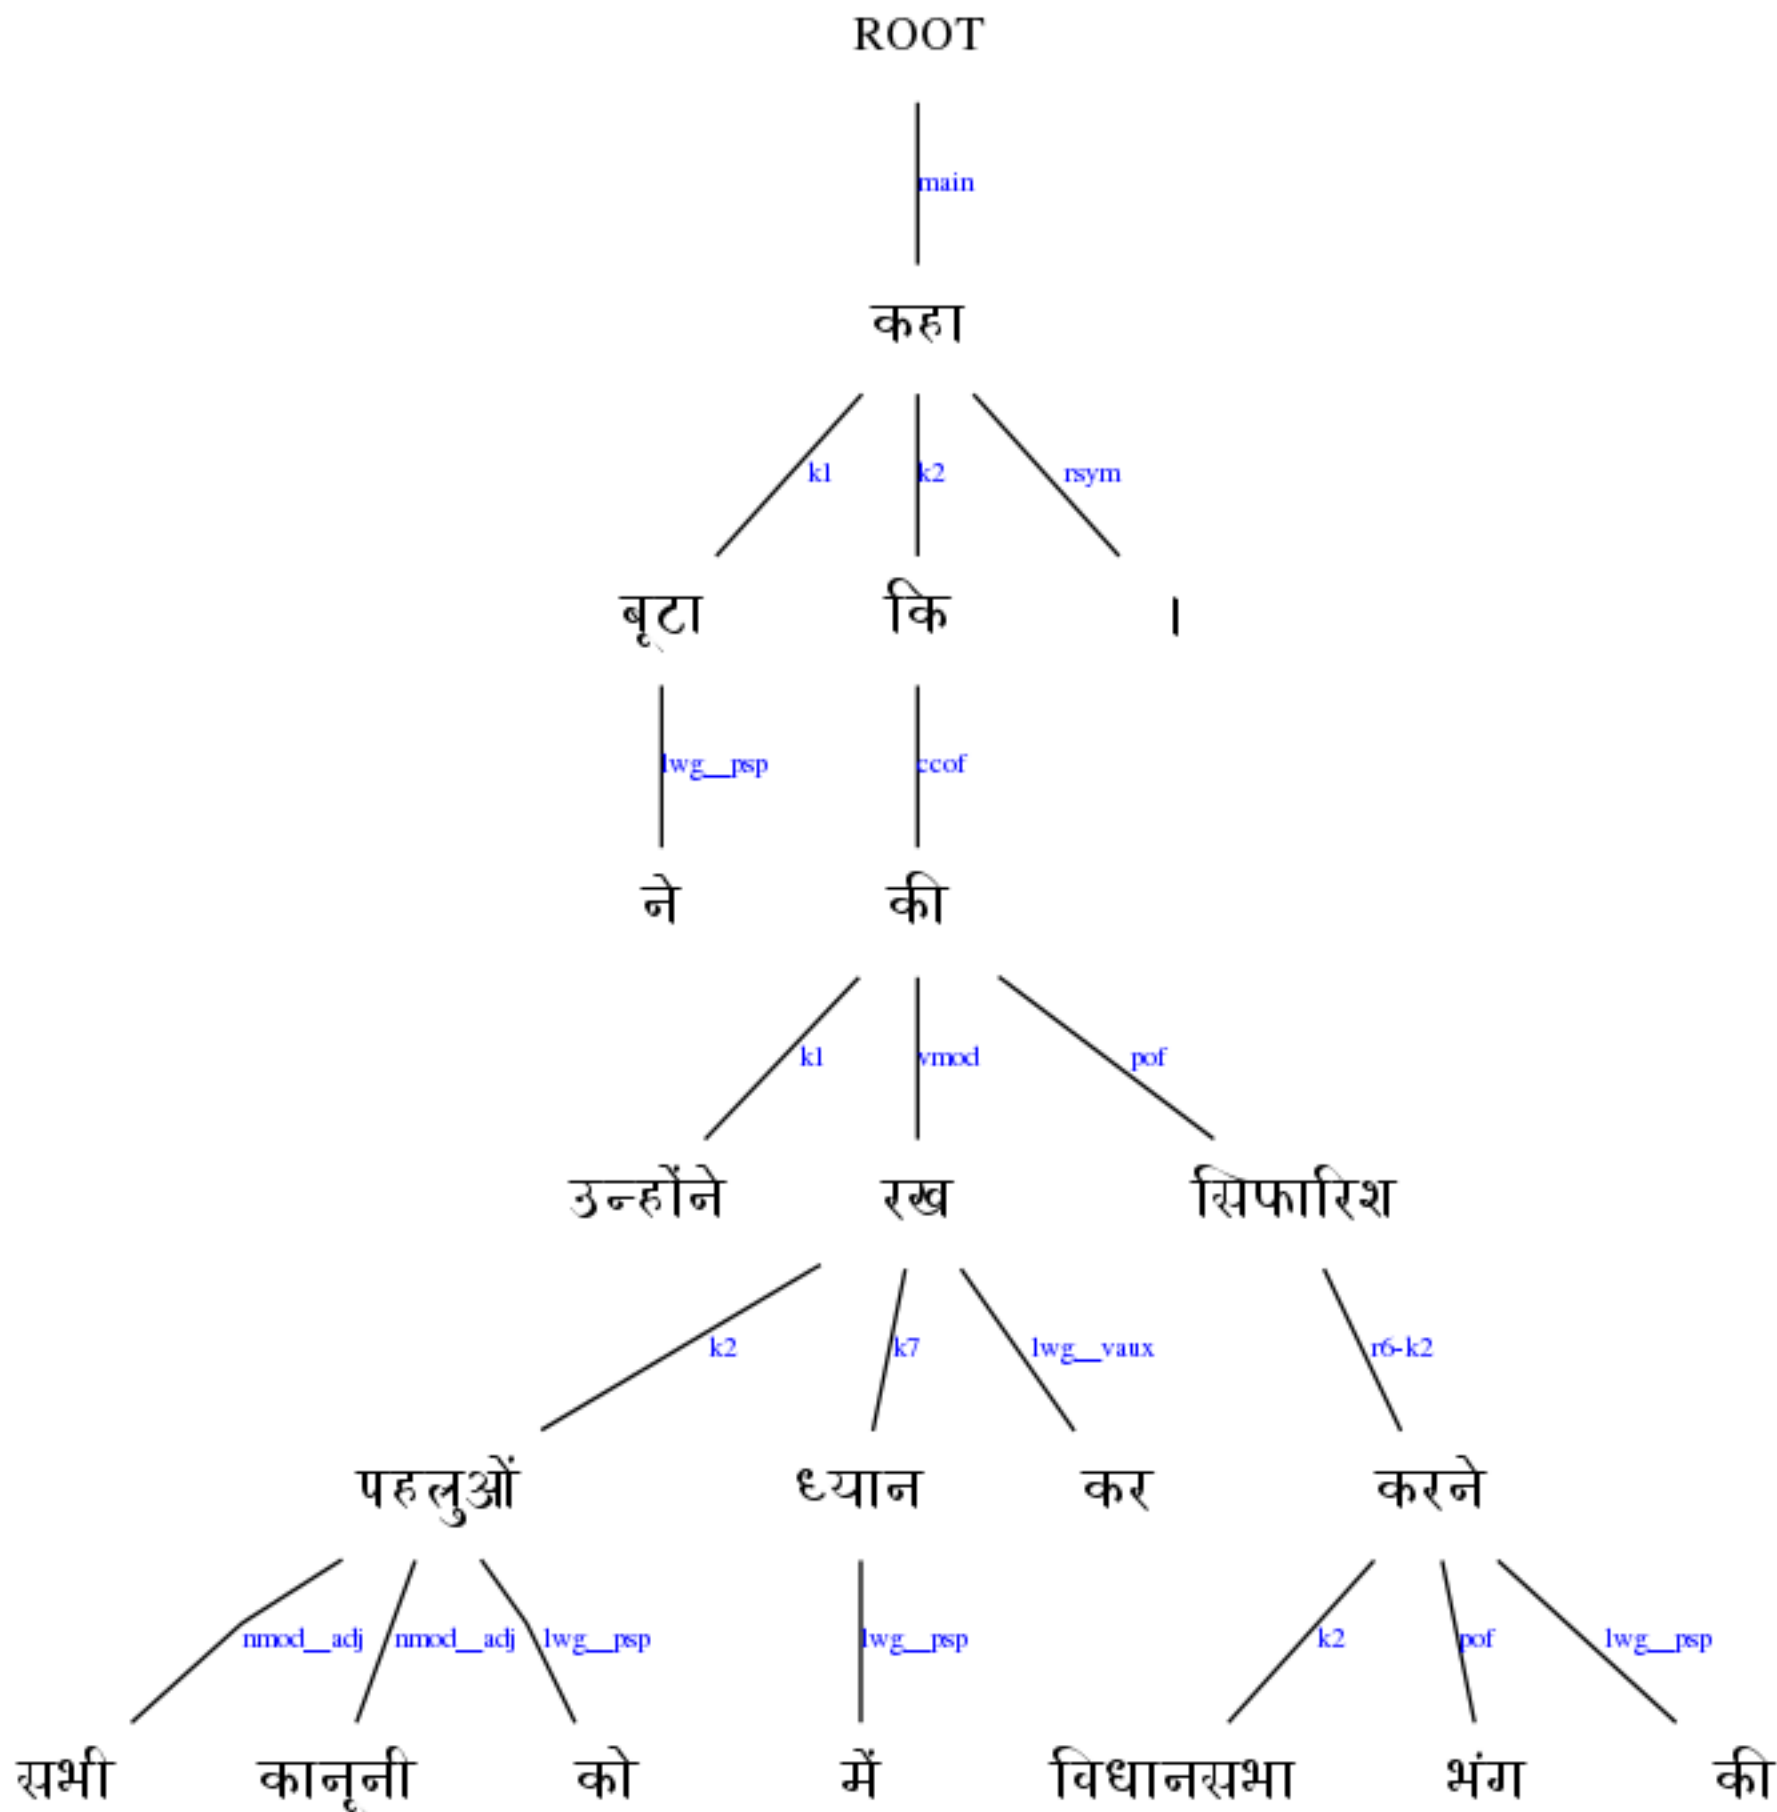 ROOT
main
कहा
k1 k2 rsym
बूटा कि ।
lwg__psp ccof
ने की
k1 vmod pof
उन्होंने रख सिफारिश
k2 k7 lwg__vaux r6-k2
पहलुओं ध्यान कर करने
nmod__adj nmod__adj lwg__psp lwg__psp k2 pof lwg__psp
सभी कानूनी को में विधानसभा भंग की